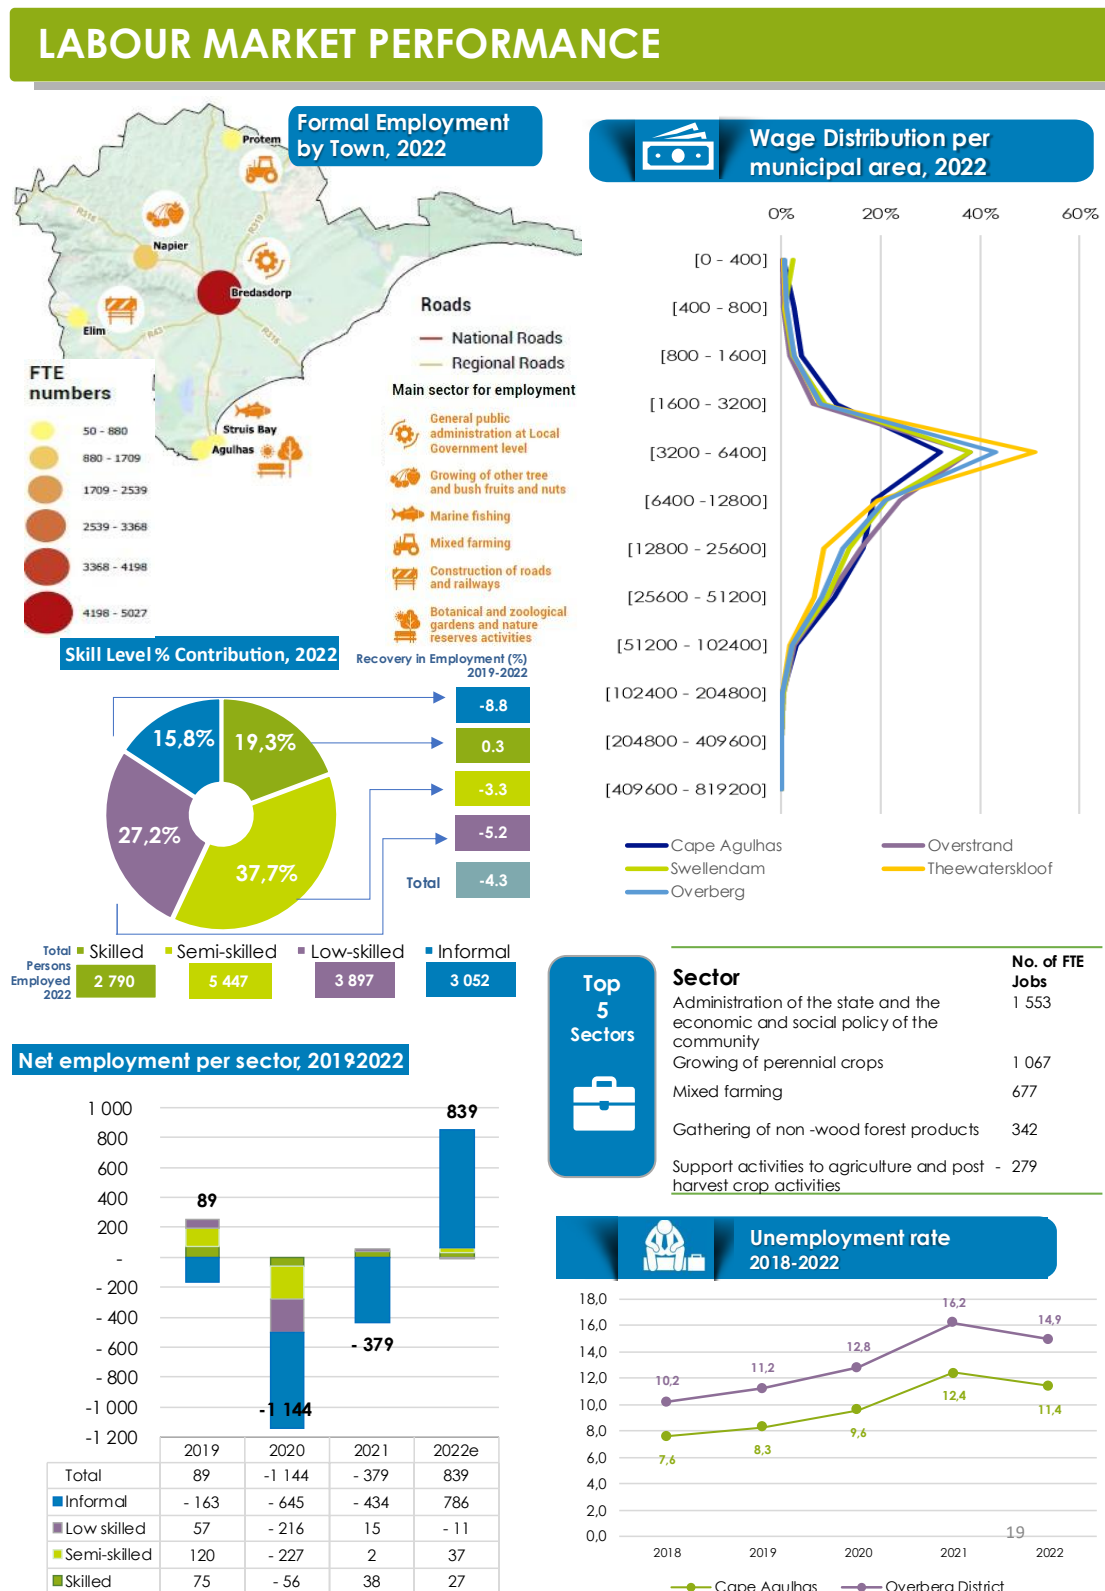 LABOUR MARKET PERFORMANCE
Formal Employment
by Town, 2022
Protem
R316
R319
Napier
Bredasdorp
Elim
R43
R316
Struis Bay
Agulhas
Roads
National Roads
Regional Roads
Main sector for employment
General public
administration at Local
Government level
Growing of other tree
and bush fruits and nuts
Marine fishing
Mixed farming
Construction of roads
and railways
Botanical and zoological
gardens and nature
reserves activities
FTE
numbers
50 - 880
880 - 1709
1709 - 2539
2539 - 3368
3368 - 4198
4198 - 5027
Wage Distribution per
municipal area, 2022
0% 20% 40% 60%
[0 - 400]
[400 - 800]
[800 - 1600]
[1600 - 3200]
[3200 - 6400]
[6400 -12800]
[12800 - 25600]
[25600 - 51200]
[51200 - 102400]
[102400 - 204800]
[204800 - 409600]
[409600 - 819200]
Cape Agulhas Overstrand
Swellendam Theewaterskloof
Overberg
Skill Level % Contribution, 2022
Recovery in Employment (%)
2019-2022
15,8% 19,3%
27,2%
37,7%
-8.8
0.3
-3.3
-5.2
Total -4.3
Skilled Semi-skilled Low-skilled Informal
Total
Persons
Employed
2022
2 790 5 447 3 897 3 052
Top
5
Sectors
Sector No. of FTE
Jobs
Administration of the state and the 1 553
economic and social policy of the
community
Growing of perennial crops 1 067
Mixed farming 677
Gathering of non -wood forest products 342
Support activities to agriculture and post - 279
harvest crop activities
Net employment per sector, 2019-2022
1 000
800
600
400
200
-
- 200
- 400
- 600
- 800
-1 000
-1 200
89
-1 144
- 379
839
2019 2020 2021 2022e
Total 89 -1 144 - 379 839
Informal - 163 - 645 - 434 786
Low skilled 57 - 216 15 - 11
Semi-skilled 120 - 227 2 37
Skilled 75 - 56 38 27
Unemployment rate
2018-2022
18,0
16,0
14,0
12,0
10,0
8,0
6,0
4,0
2,0
0,0
10,2 11,2 12,8 16,2 14,9
7,6 8,3 9,6 12,4 11,4
19
2018 2019 2020 2021 2022
Cape Agulhas Overberg District